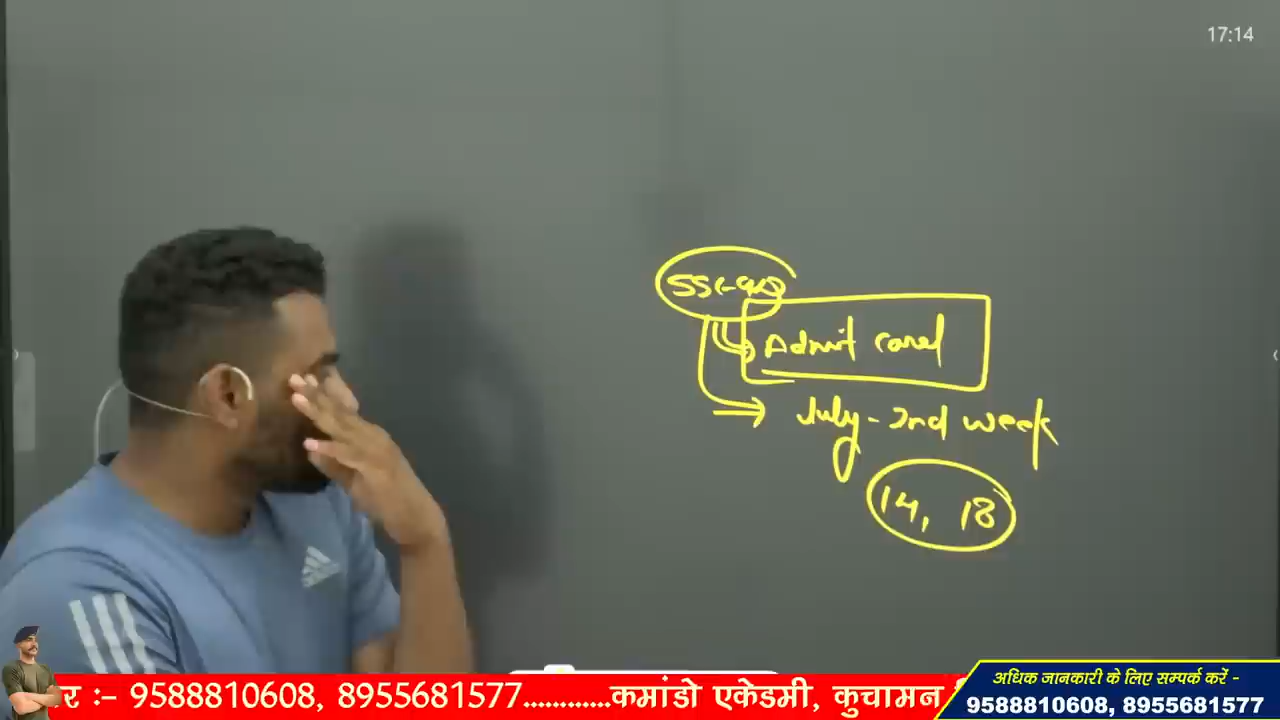 17:14
SSC-GD
Admit card
July - 2nd week
14, 18
अधिक जानकारी के लिए सम्पर्क करें -
9588810608, 8955681577
र :- 9588810608, 8955681577............कमांडो एकेडमी, कुचामन